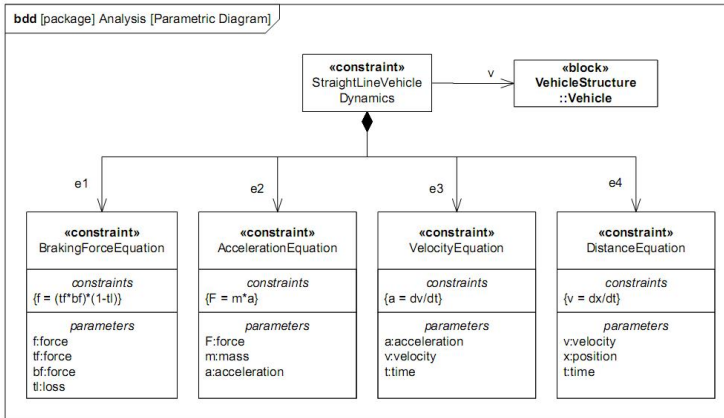 bdd [package] Analysis [Parametric Diagram]
«constraint»
StraightLineVehicle
Dynamics
v
«block»
VehicleStructure
::Vehicle
e1
e2
e3
e4
«constraint»
BrakingForceEquation
constraints
{f = (tf*bf)*(1-tl)}
parameters
f:force
tf:force
bf:force
tl:loss
«constraint»
AccelerationEquation
constraints
{F = m*a}
parameters
F:force
m:mass
a:acceleration
«constraint»
VelocityEquation
constraints
{a = dv/dt}
parameters
a:acceleration
v:velocity
t:time
«constraint»
DistanceEquation
constraints
{v = dx/dt}
parameters
v:velocity
x:position
t:time